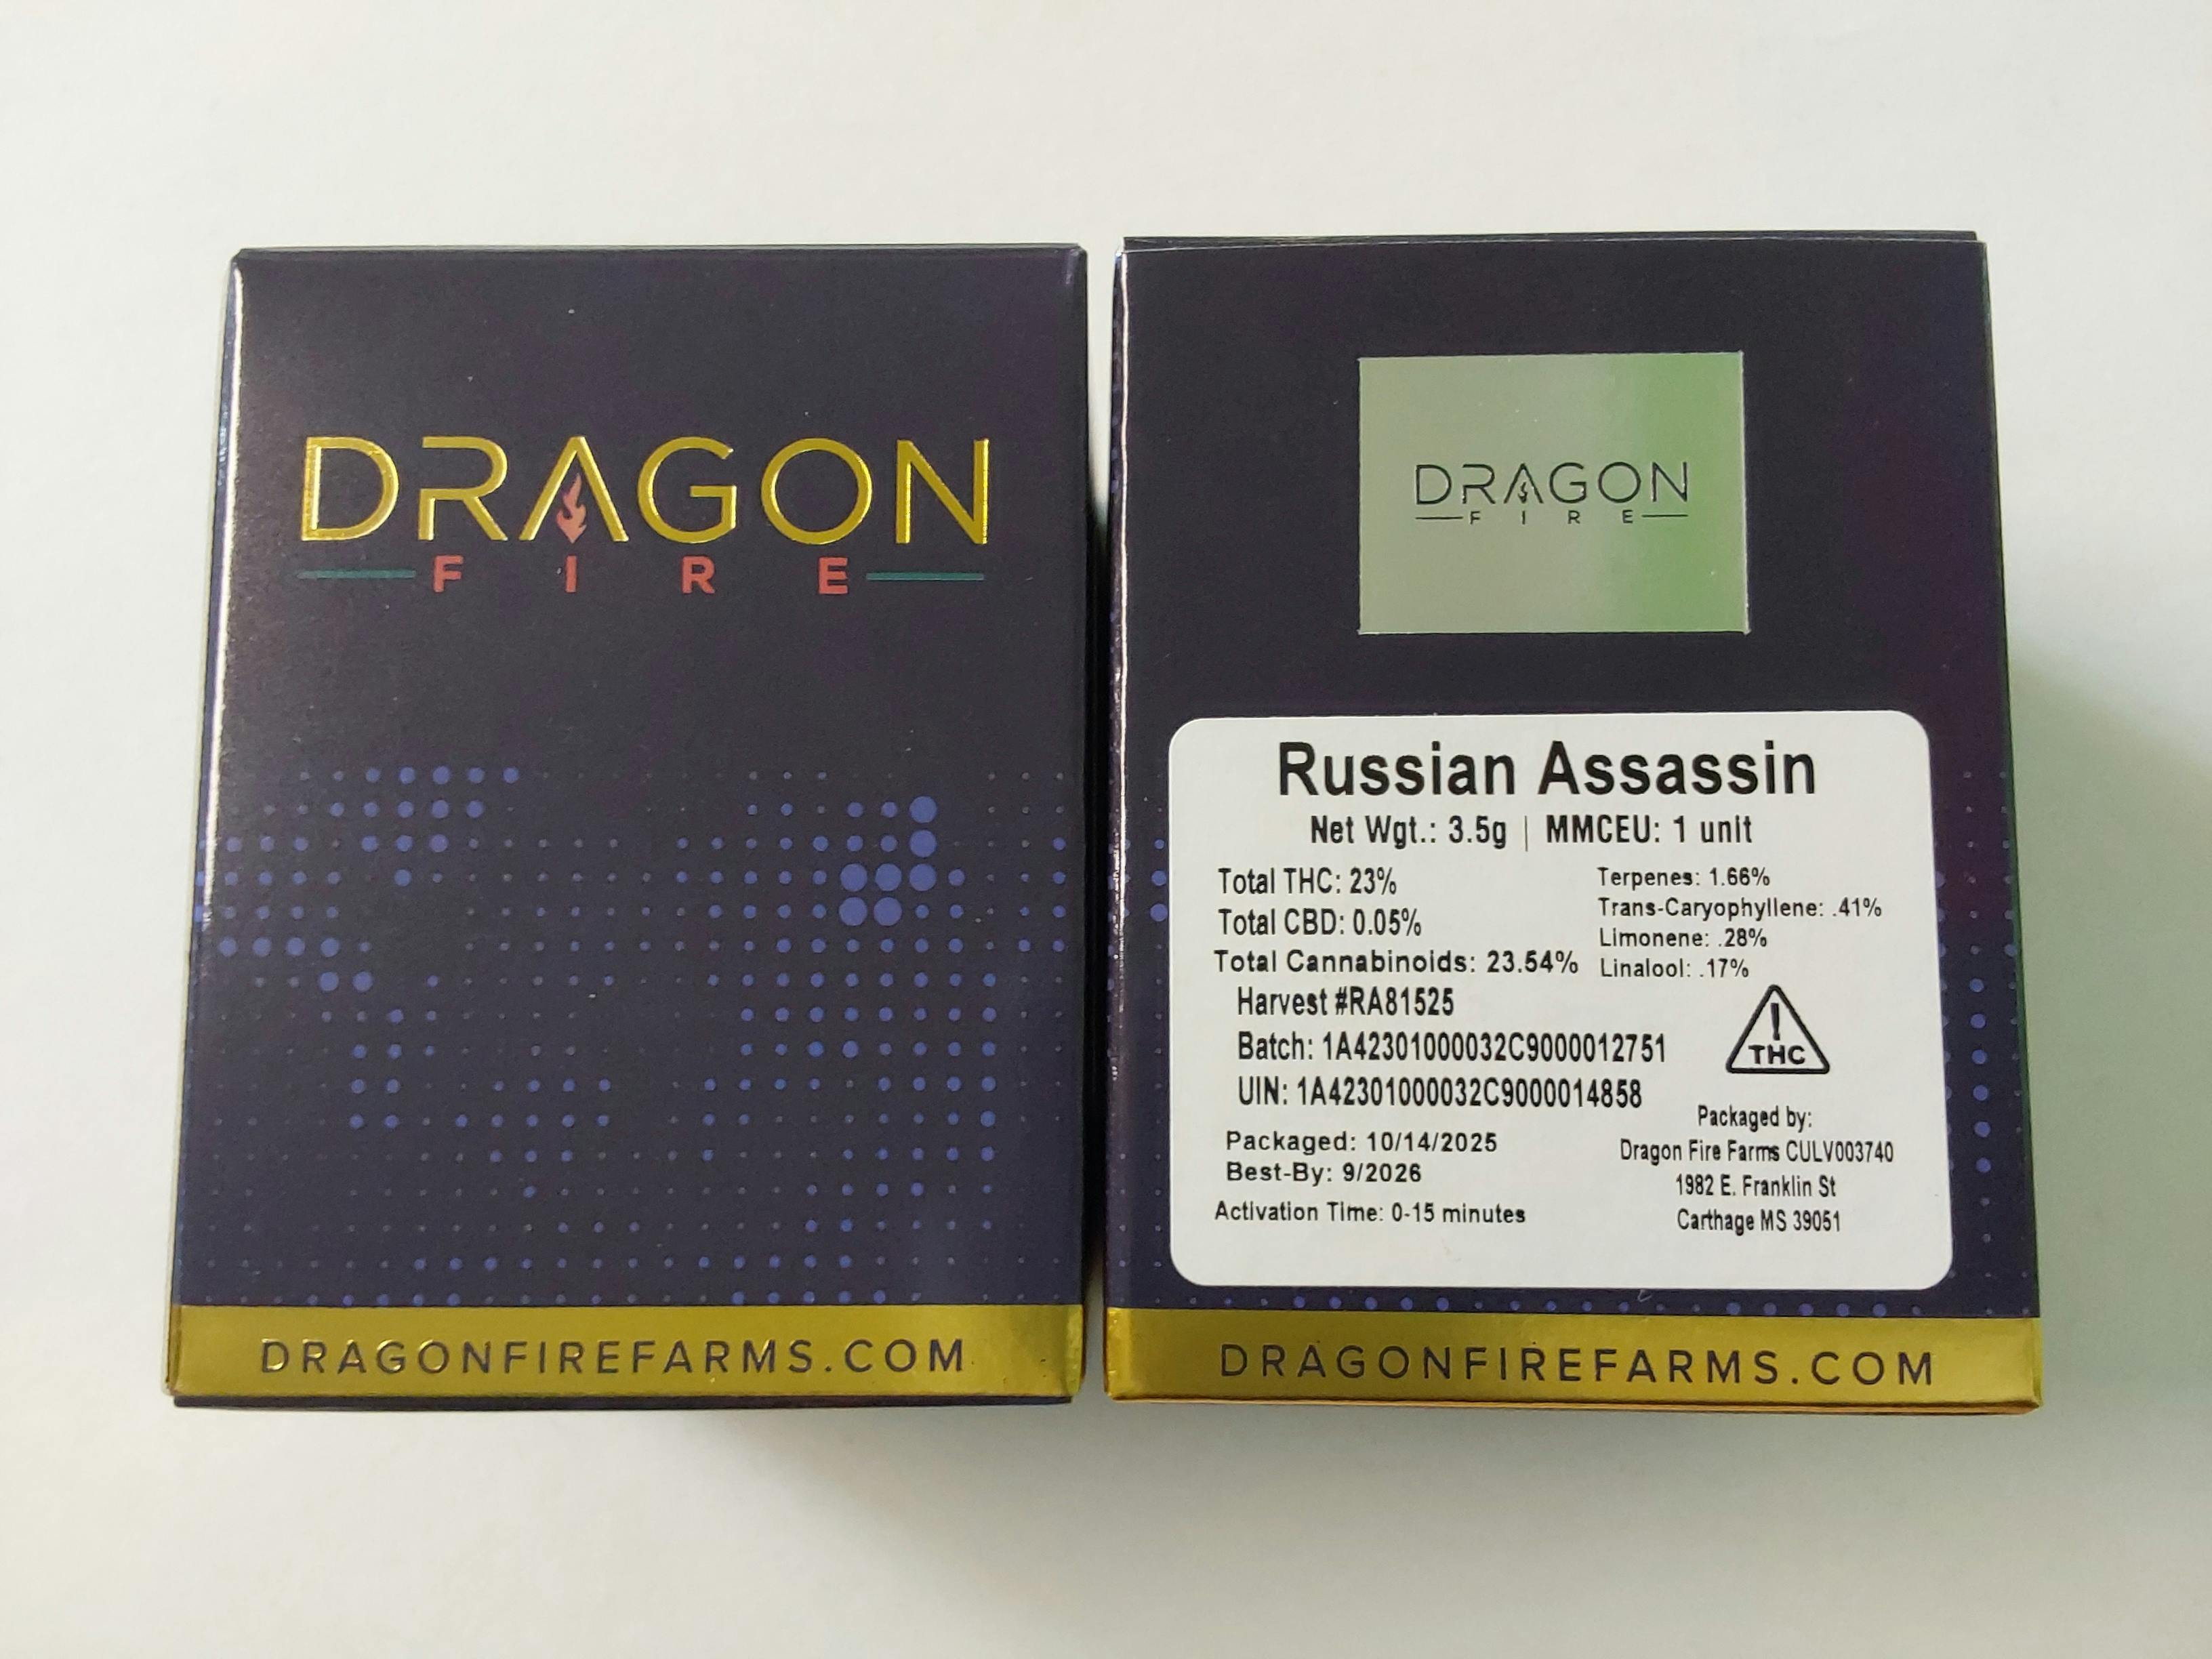 DRAGON
FIRE
DRAGONFIREFARMS.COM
DRAGON
FIRE
Russian Assassin
Net Wgt.: 3.5g | MMCEU: 1 unit
Total THC: 23%
Total CBD: 0.05%
Total Cannabinoids: 23.54%
Terpenes: 1.66%
Trans-Caryophyllene: .41%
Limonene: .28%
Linalool: .17%
Harvest #RA81525
Batch: 1A42301000032C9000012751
UIN: 1A42301000032C9000014858
!
THC
Packaged: 10/14/2025
Best-By: 9/2026
Activation Time: 0-15 minutes
Packaged by:
Dragon Fire Farms CULV003740
1982 E. Franklin St
Carthage MS 39051
DRAGONFIREFARMS.COM